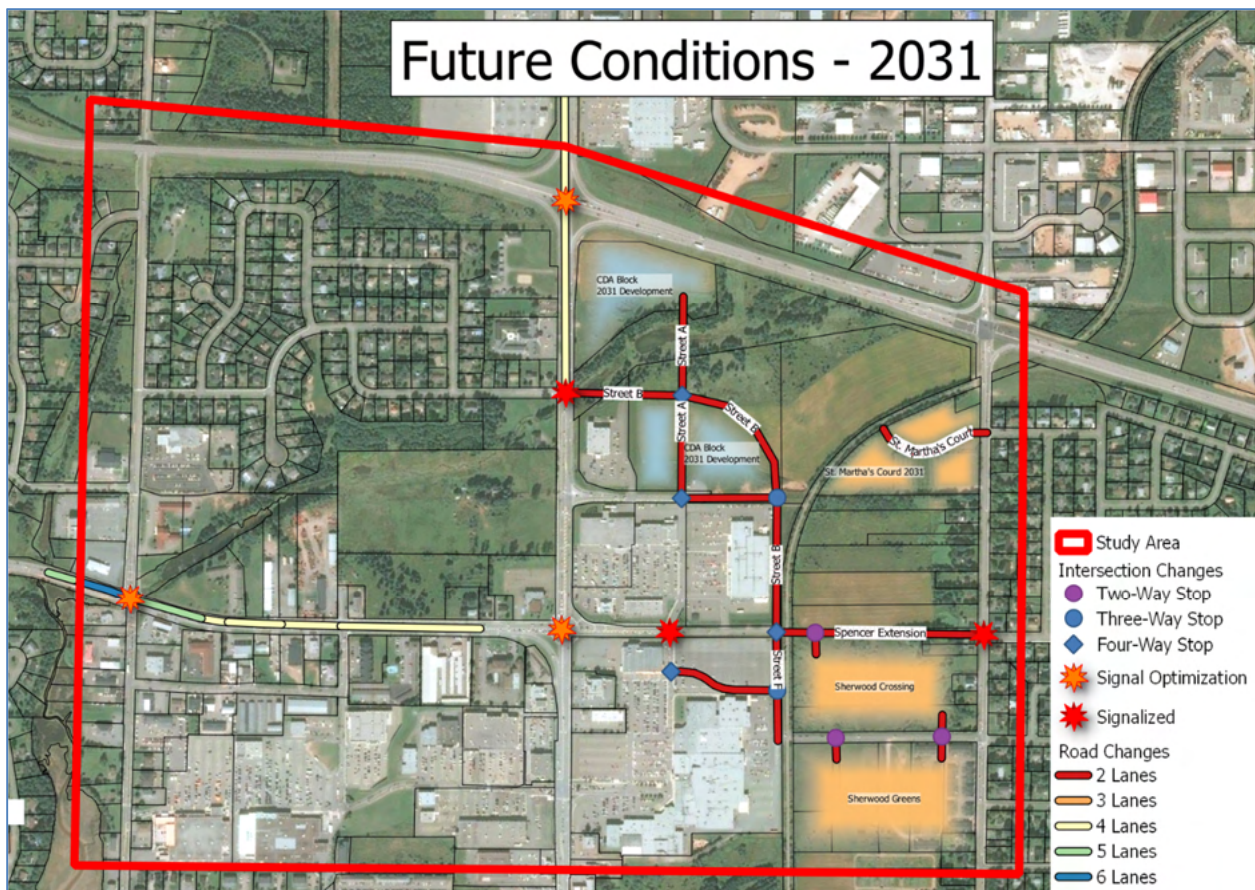 Future Conditions - 2031
CDA Block
2031 Development
Street A
Street B
Street A
Street B
CDA Block
2031 Development
St. Martha's Court
St. Martha's Courd 2031
Street B
Spencer Extension
Street F
Sherwood Crossing
Sherwood Greens
Study Area
Intersection Changes
Two-Way Stop
Three-Way Stop
Four-Way Stop
Signal Optimization
Signalized
Road Changes
2 Lanes
3 Lanes
4 Lanes
5 Lanes
6 Lanes